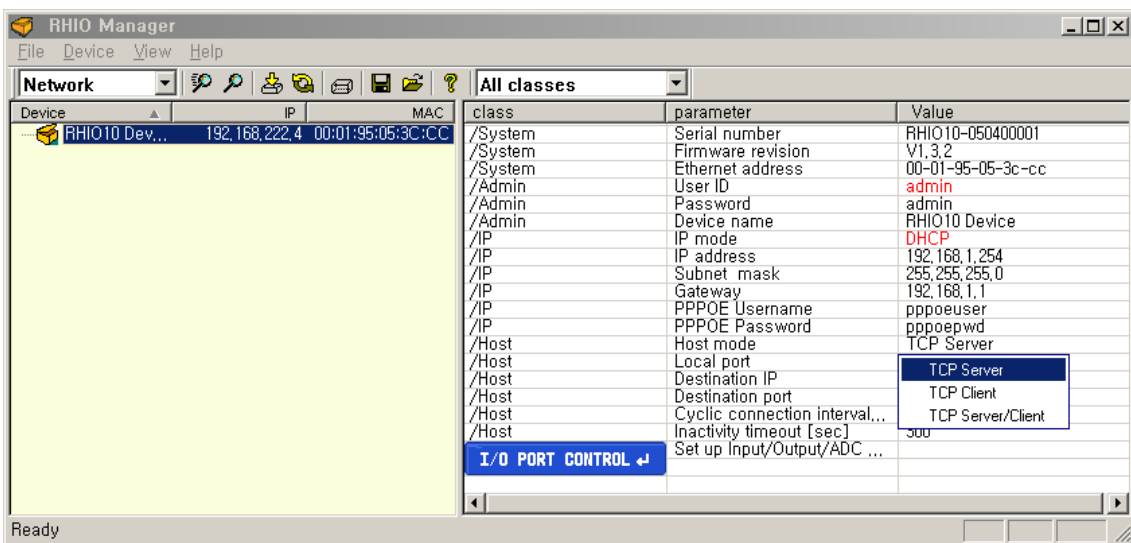 RHIO Manager
File Device View Help
Network All classes
Device IP MAC
RHIO10 Dev... 192,168,222,4 00:01:95:05:3C:CC
class parameter Value
/System Serial number RHIO10-050400001
/System Firmware revision V1,3,2
/System Ethernet address 00-01-95-05-3c-cc
/Admin User ID admin
/Admin Password admin
/Admin Device name RHIO10 Device
/IP IP mode DHCP
/IP IP address 192,168,1,254
/IP Subnet mask 255,255,255,0
/IP Gateway 192,168,1,1
/IP PPPOE Username pppoeuser
/IP PPPOE Password pppoepwd
/Host Host mode TCP Server
/Host Local port
/Host Destination IP
/Host Destination port
/Host Cyclic connection interval,,,
/Host Inactivity timeout [sec] 300
TCP Server
TCP Client
TCP Server/Client
I/O PORT CONTROL ↵ Set up Input/Output/ADC ,,,
Ready